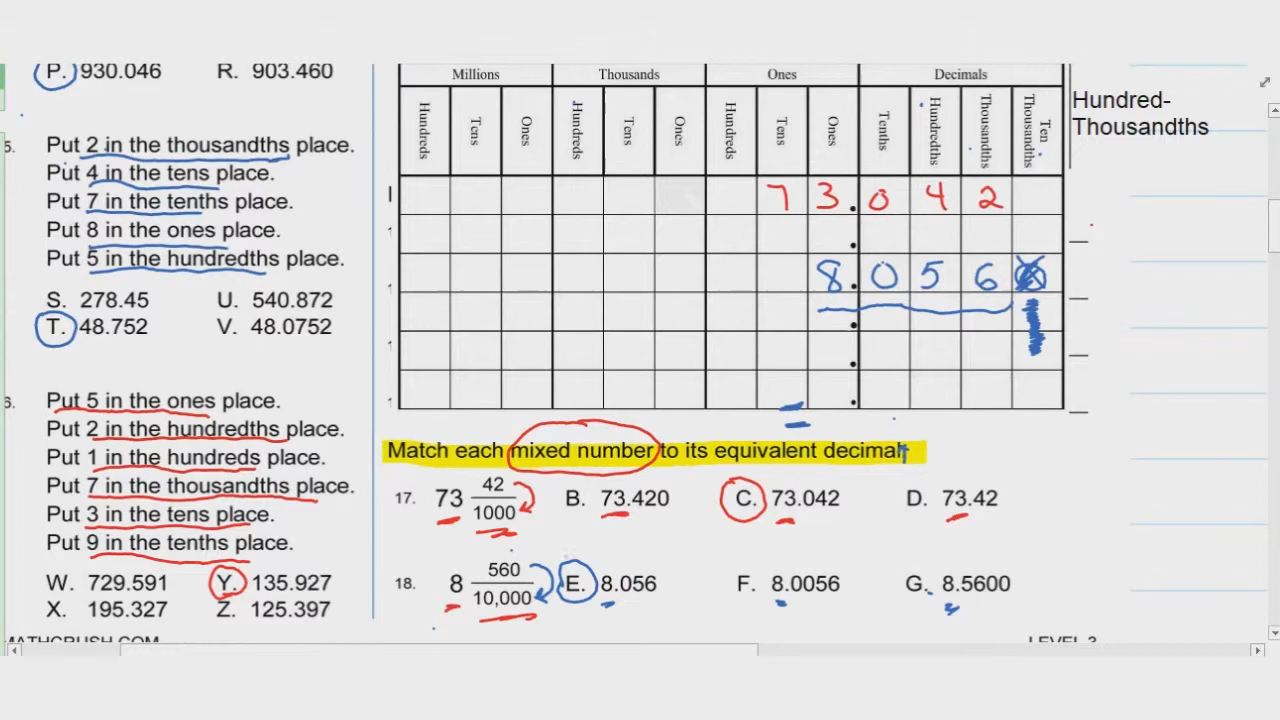 P. 930.046 R. 903.460
5.
Put 2 in the thousandths place.
Put 4 in the tens place.
Put 7 in the tenths place.
Put 8 in the ones place.
Put 5 in the hundredths place.
S. 278.45 U. 540.872
T. 48.752 V. 48.0752
6.
Put 5 in the ones place.
Put 2 in the hundredths place.
Put 1 in the hundreds place.
Put 7 in the thousandths place.
Put 3 in the tens place.
Put 9 in the tenths place.
W. 729.591 Y. 135.927
X. 195.327 Z. 125.397
MATHCRUSH.COM
Millions Thousands Ones Decimals
Hundreds Tens Ones Hundreds Tens Ones Hundreds Tens Ones Tenths Hundredths Thousandths Ten Thousandths
Hundred-
Thousandths
7 3 . 0 4 2
8 . 0 5 6
Match each mixed number to its equivalent decimal
17. 73 42/1000 B. 73.420 C. 73.042 D. 73.42
18. 8 560/10,000 E. 8.056 F. 8.0056 G. 8.5600
LEVEL 3